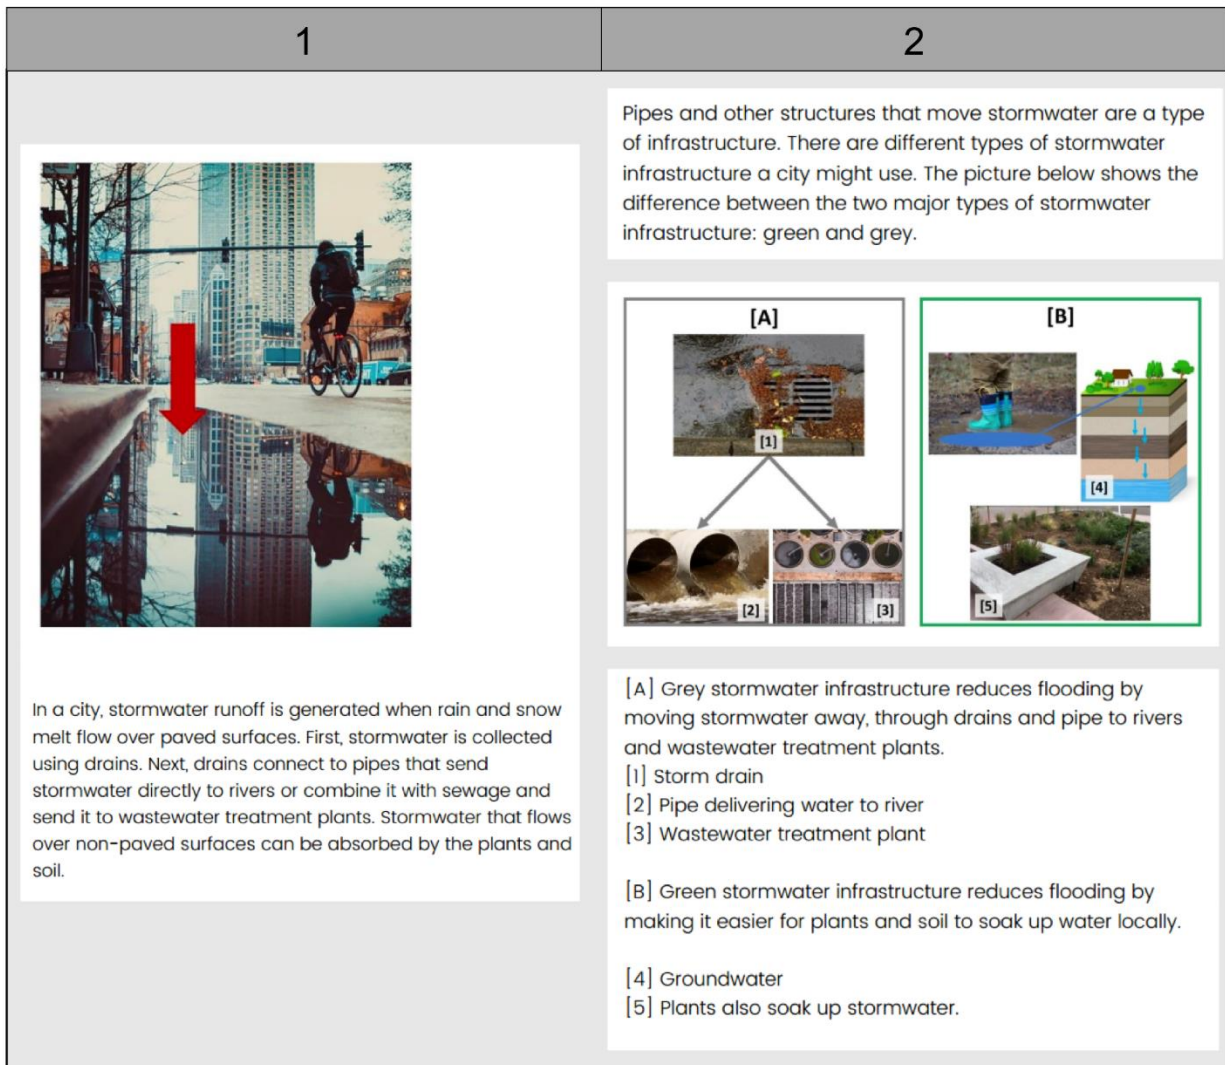 1
2
In a city, stormwater runoff is generated when rain and snow
melt flow over paved surfaces. First, stormwater is collected
using drains. Next, drains connect to pipes that send
stormwater directly to rivers or combine it with sewage and
send it to wastewater treatment plants. Stormwater that flows
over non-paved surfaces can be absorbed by the plants and
soil.
Pipes and other structures that move stormwater are a type
of infrastructure. There are different types of stormwater
infrastructure a city might use. The picture below shows the
difference between the two major types of stormwater
infrastructure: green and grey.
[A]
[1]
[2]
[3]
[B]
[4]
[5]
[A] Grey stormwater infrastructure reduces flooding by
moving stormwater away, through drains and pipe to rivers
and wastewater treatment plants.
[1] Storm drain
[2] Pipe delivering water to river
[3] Wastewater treatment plant
[B] Green stormwater infrastructure reduces flooding by
making it easier for plants and soil to soak up water locally.
[4] Groundwater
[5] Plants also soak up stormwater.